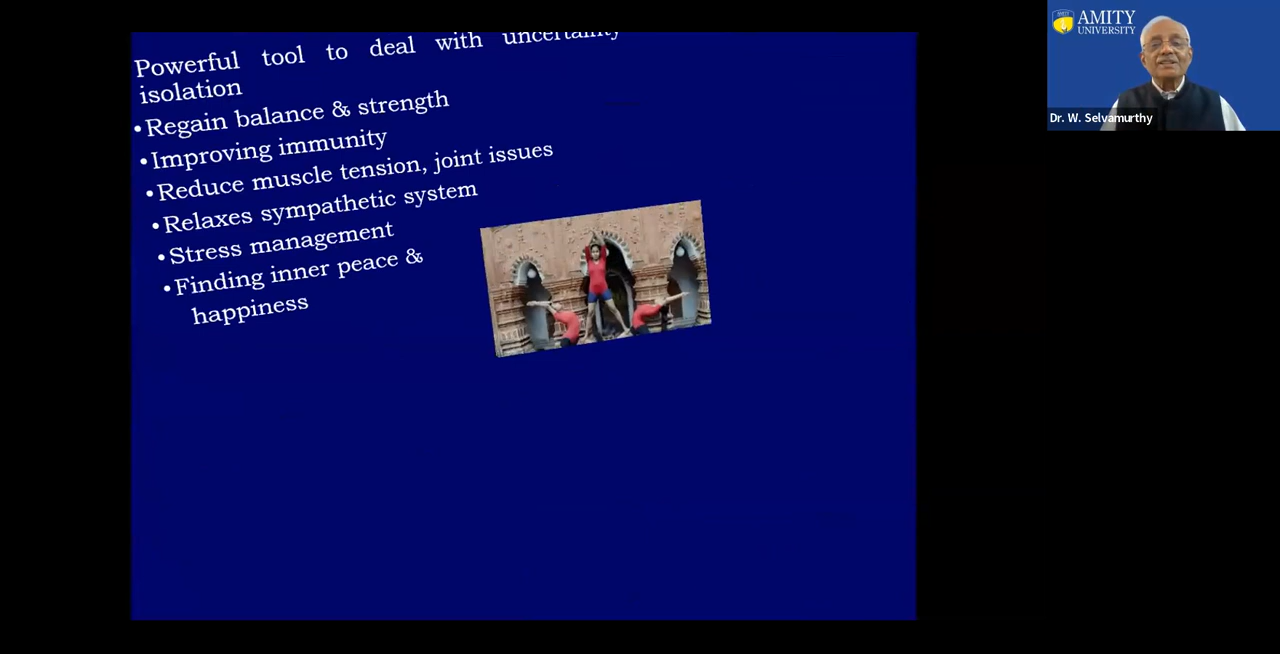 Powerful tool to deal with uncertainty
isolation
•Regain balance & strength
•Improving immunity
•Reduce muscle tension, joint issues
•Relaxes sympathetic system
•Stress management
•Finding inner peace &
happiness
AMITY
UNIVERSITY
Dr. W. Selvamurthy